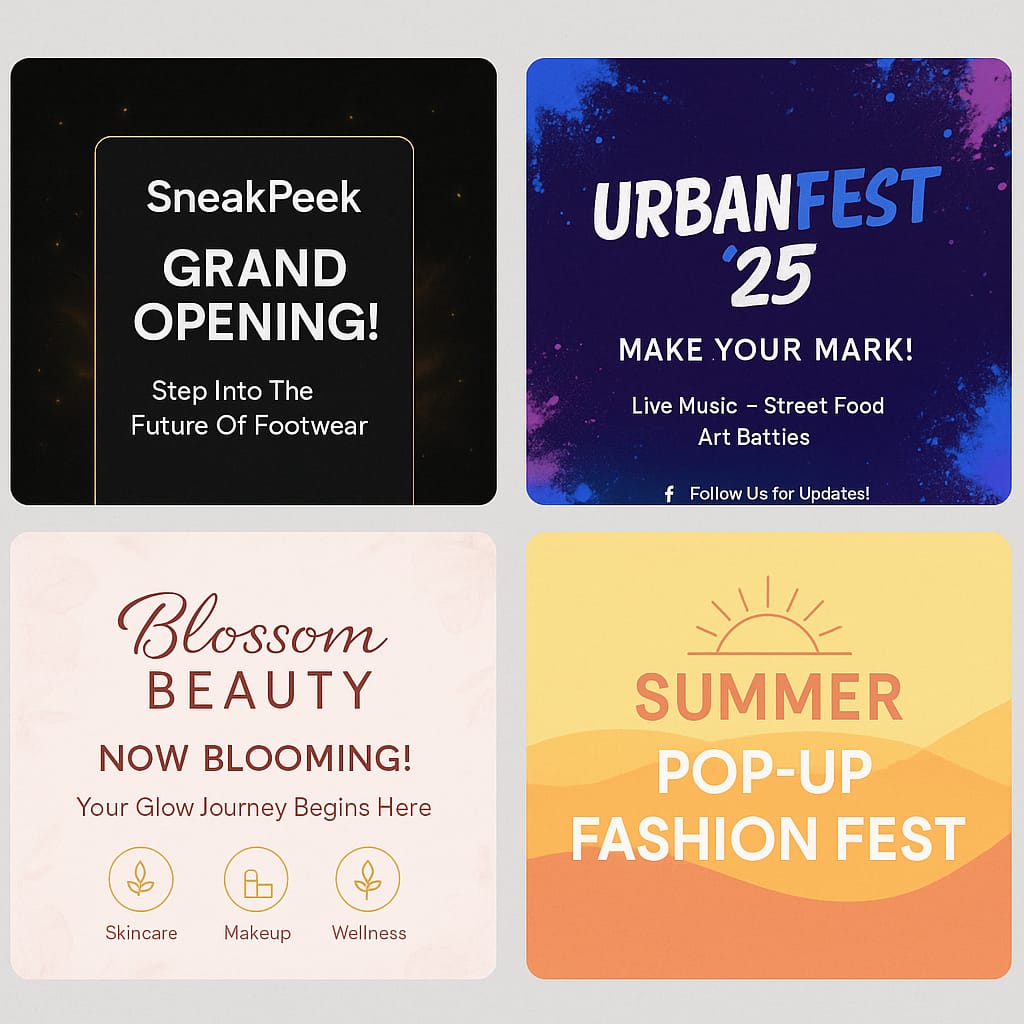 SneakPeek
GRAND
OPENING!
Step Into The
Future Of Footwear
URBANFEST
'25
MAKE YOUR MARK!
Live Music – Street Food
Art Batties
Follow Us for Updates!
Blossom
BEAUTY
NOW BLOOMING!
Your Glow Journey Begins Here
Skincare
Makeup
Wellness
SUMMER
POP-UP
FASHION FEST